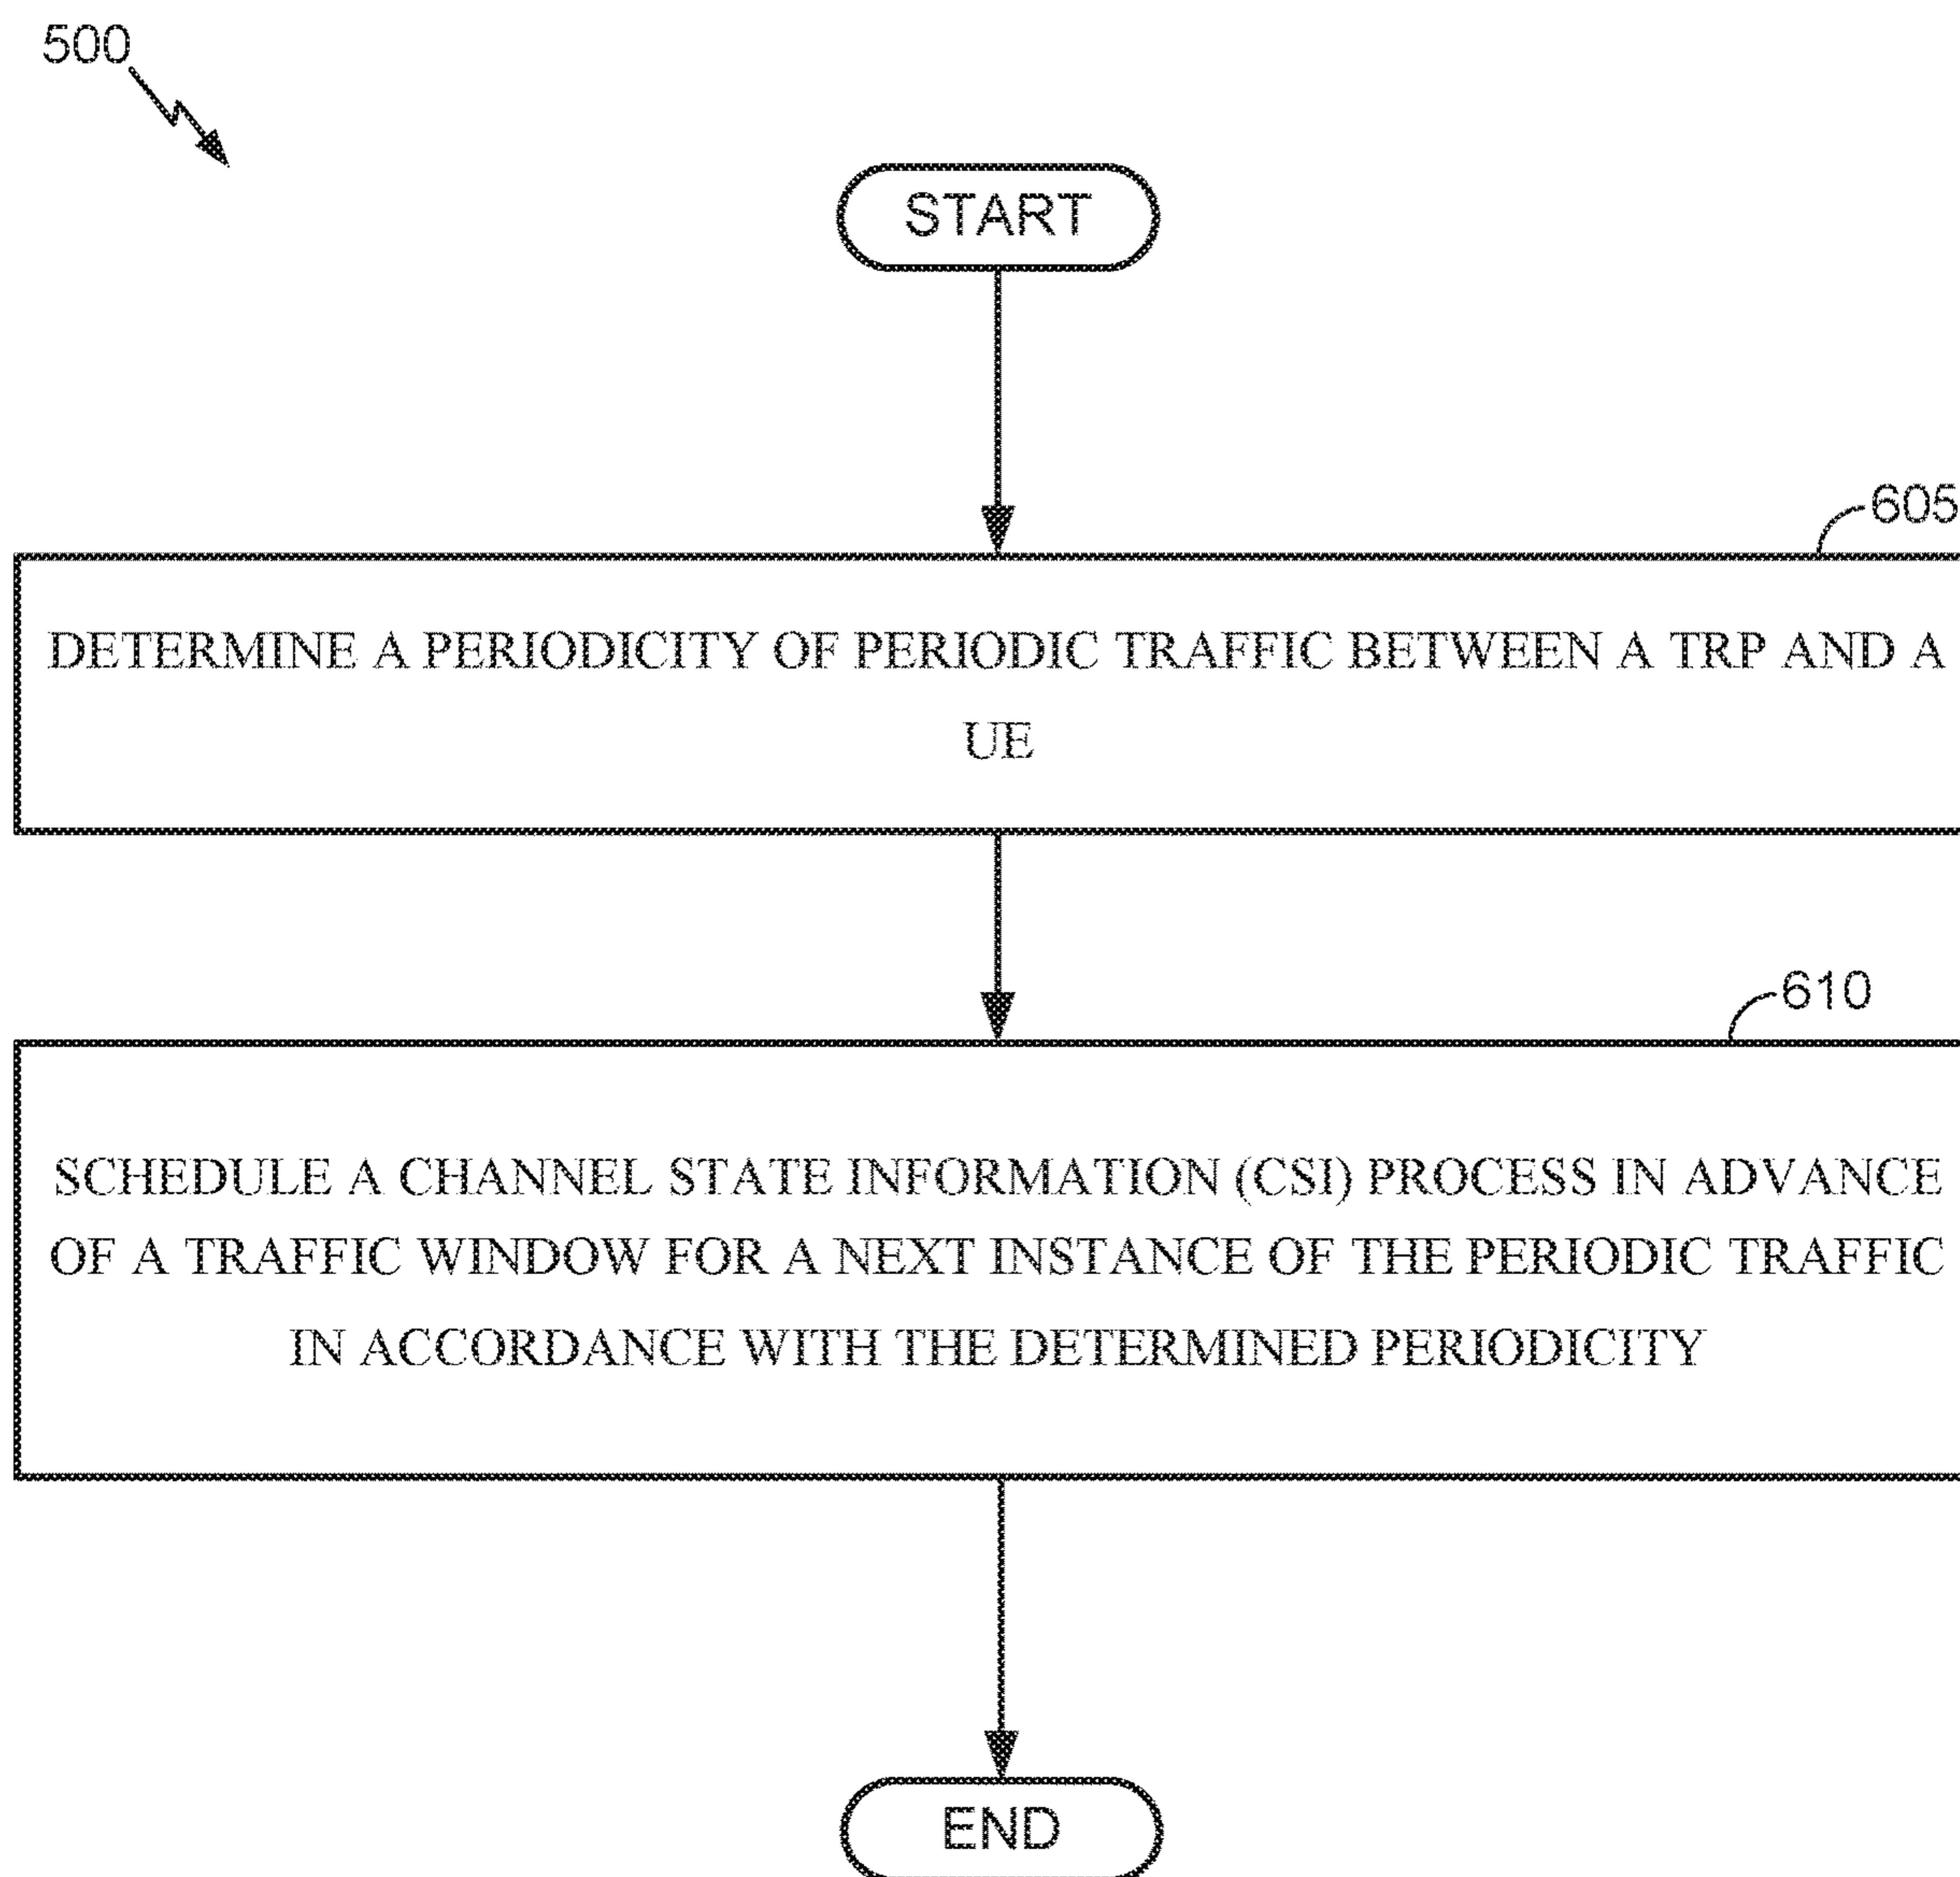 500
START
605
DETERMINE A PERIODICITY OF PERIODIC TRAFFIC BETWEEN A TRP AND A
UE
610
SCHEDULE A CHANNEL STATE INFORMATION (CSI) PROCESS IN ADVANCE
OF A TRAFFIC WINDOW FOR A NEXT INSTANCE OF THE PERIODIC TRAFFIC
IN ACCORDANCE WITH THE DETERMINED PERIODICITY
END